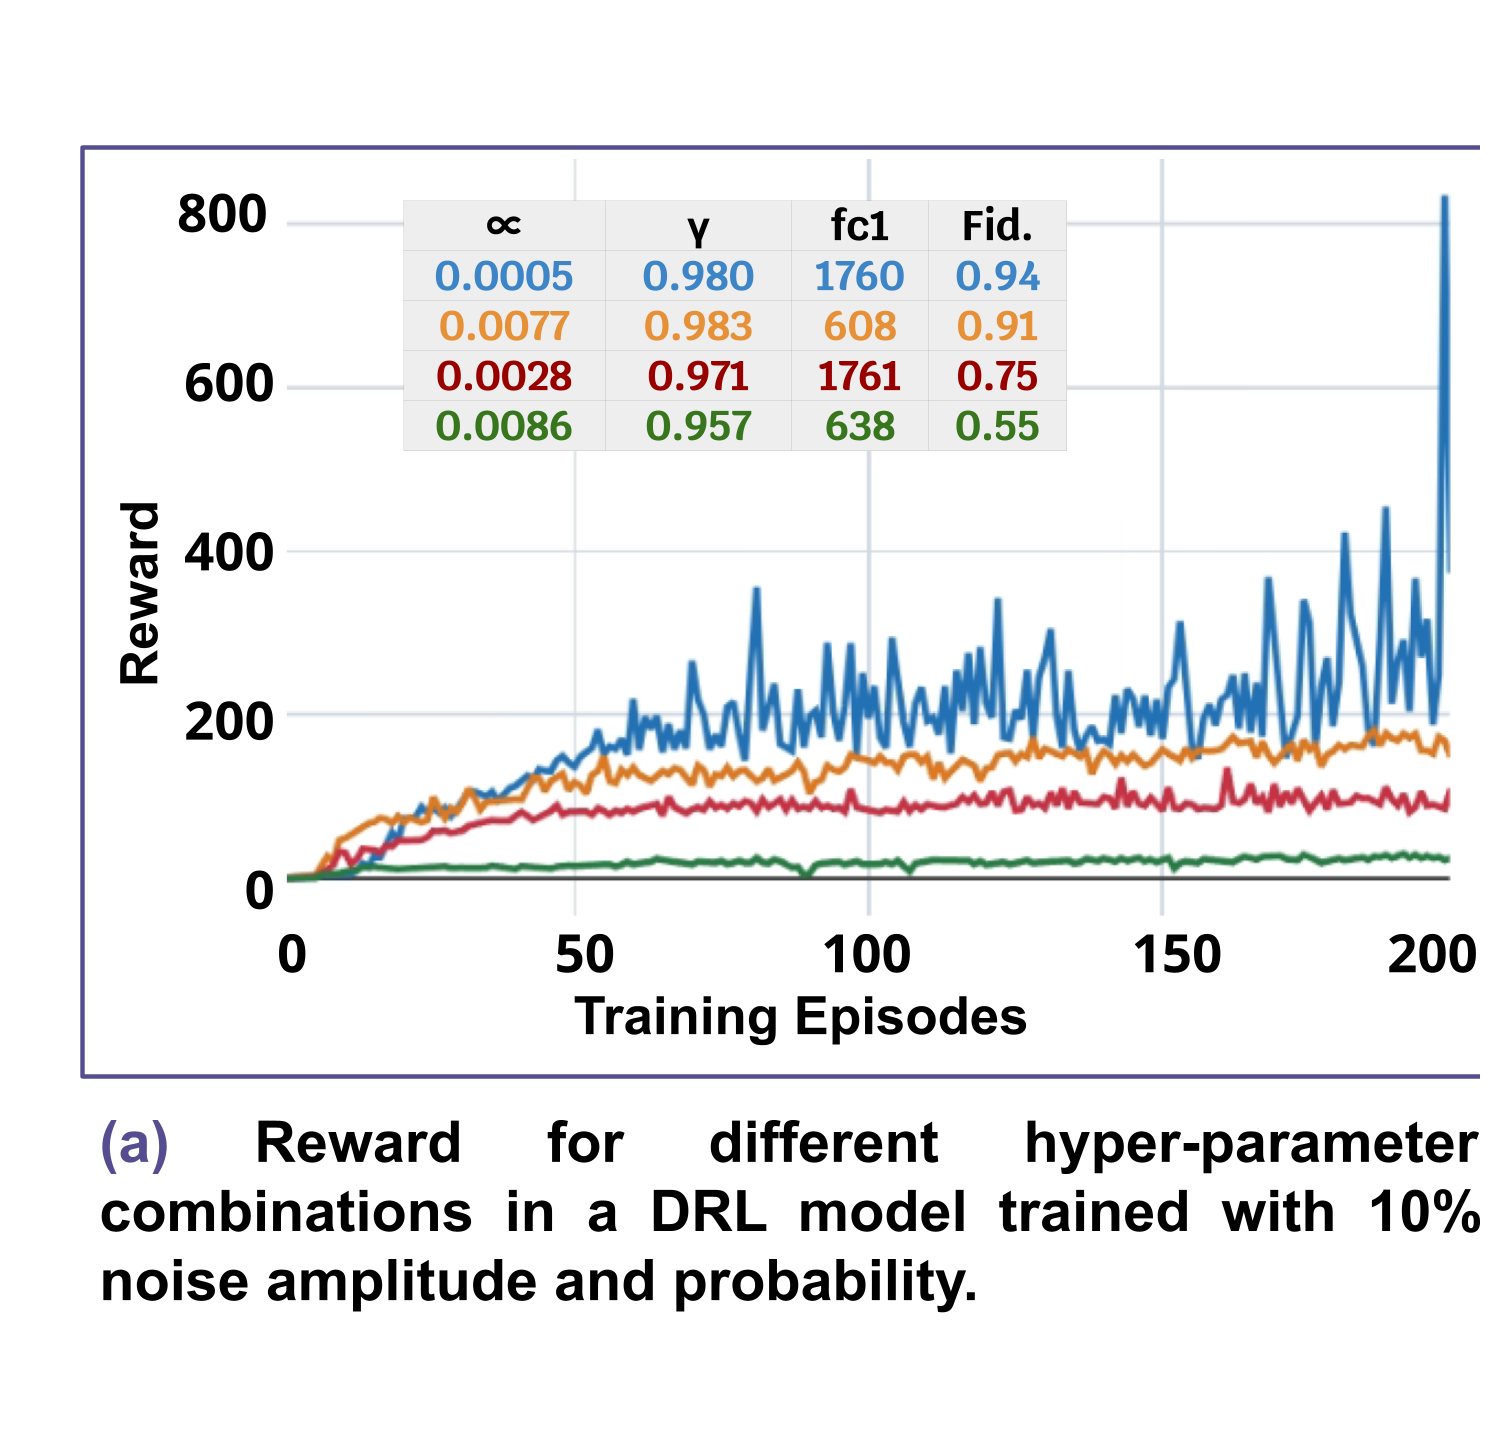 800
600
400
200
0
Reward
∝ γ fc1 Fid.
0.0005 0.980 1760 0.94
0.0077 0.983 608 0.91
0.0028 0.971 1761 0.75
0.0086 0.957 638 0.55
0 50 100 150 200
Training Episodes
(a) Reward for different hyper-parameter
combinations in a DRL model trained with 10%
noise amplitude and probability.